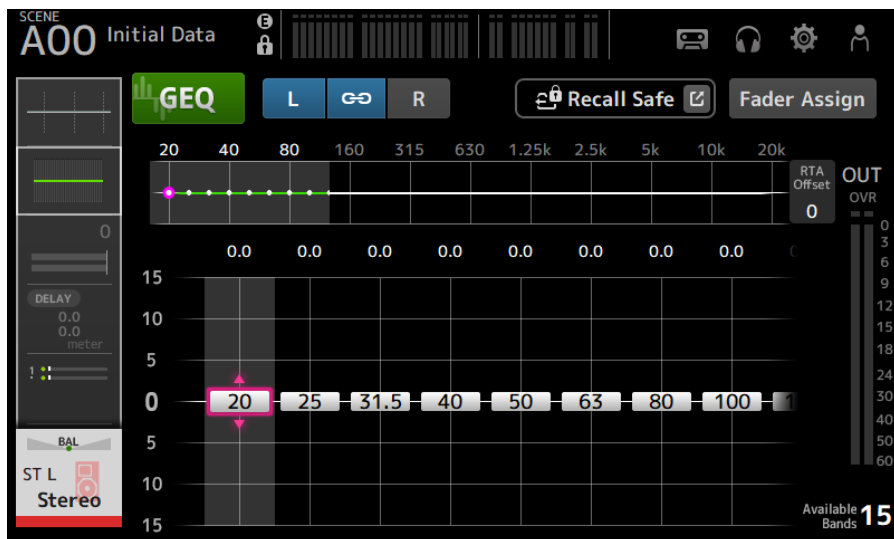 SCENE
A00 Initial Data
E
GEQ
L
R
Recall Safe
Fader Assign
20 40 80 160 315 630 1.25k 2.5k 5k 10k 20k
RTA
Offset
0
OUT
OVR
0
3
6
9
12
15
18
24
30
40
50
60
0
DELAY
0.0
0.0
meter
!
BAL
ST L
Stereo
0.0 0.0 0.0 0.0 0.0 0.0 0.0 0.0
15
10
5
0
5
10
15
20 25 31.5 40 50 63 80 100
Available
Bands 15